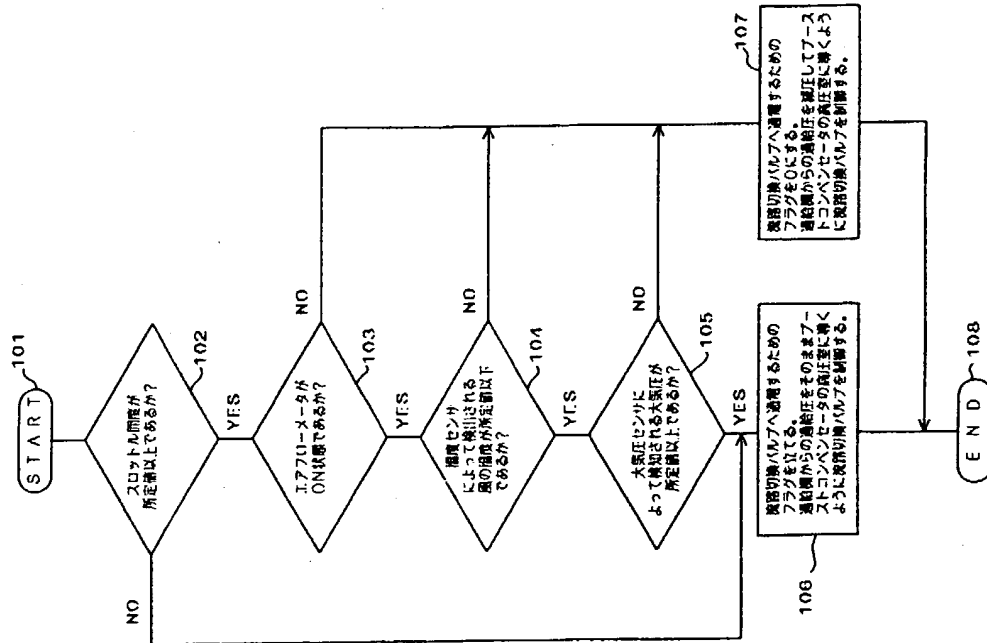 START
101
スロットル開度が
所定値以上であるか?
102
NO
YES
エアフローメータが
ON状態であるか?
103
NO
YES
温度センサ
によって検出される
風の温度が所定値以下
であるか?
104
NO
YES
大気圧センサに
よって検知される大気圧が
所定値以上であるか?
105
NO
YES
流路切換バルブへ通電するための
フラグを立てる。
過給機からの過給圧をそのままブー
ストコンペンセータの高圧室に導く
ように流路切換バルブを制御する。
106
流路切換バルブへ通電するための
フラグを0にする。
過給機からの過給圧を減圧してブース
トコンペンセータの高圧室に導くよう
に流路切換バルブを制御する。
107
END
108